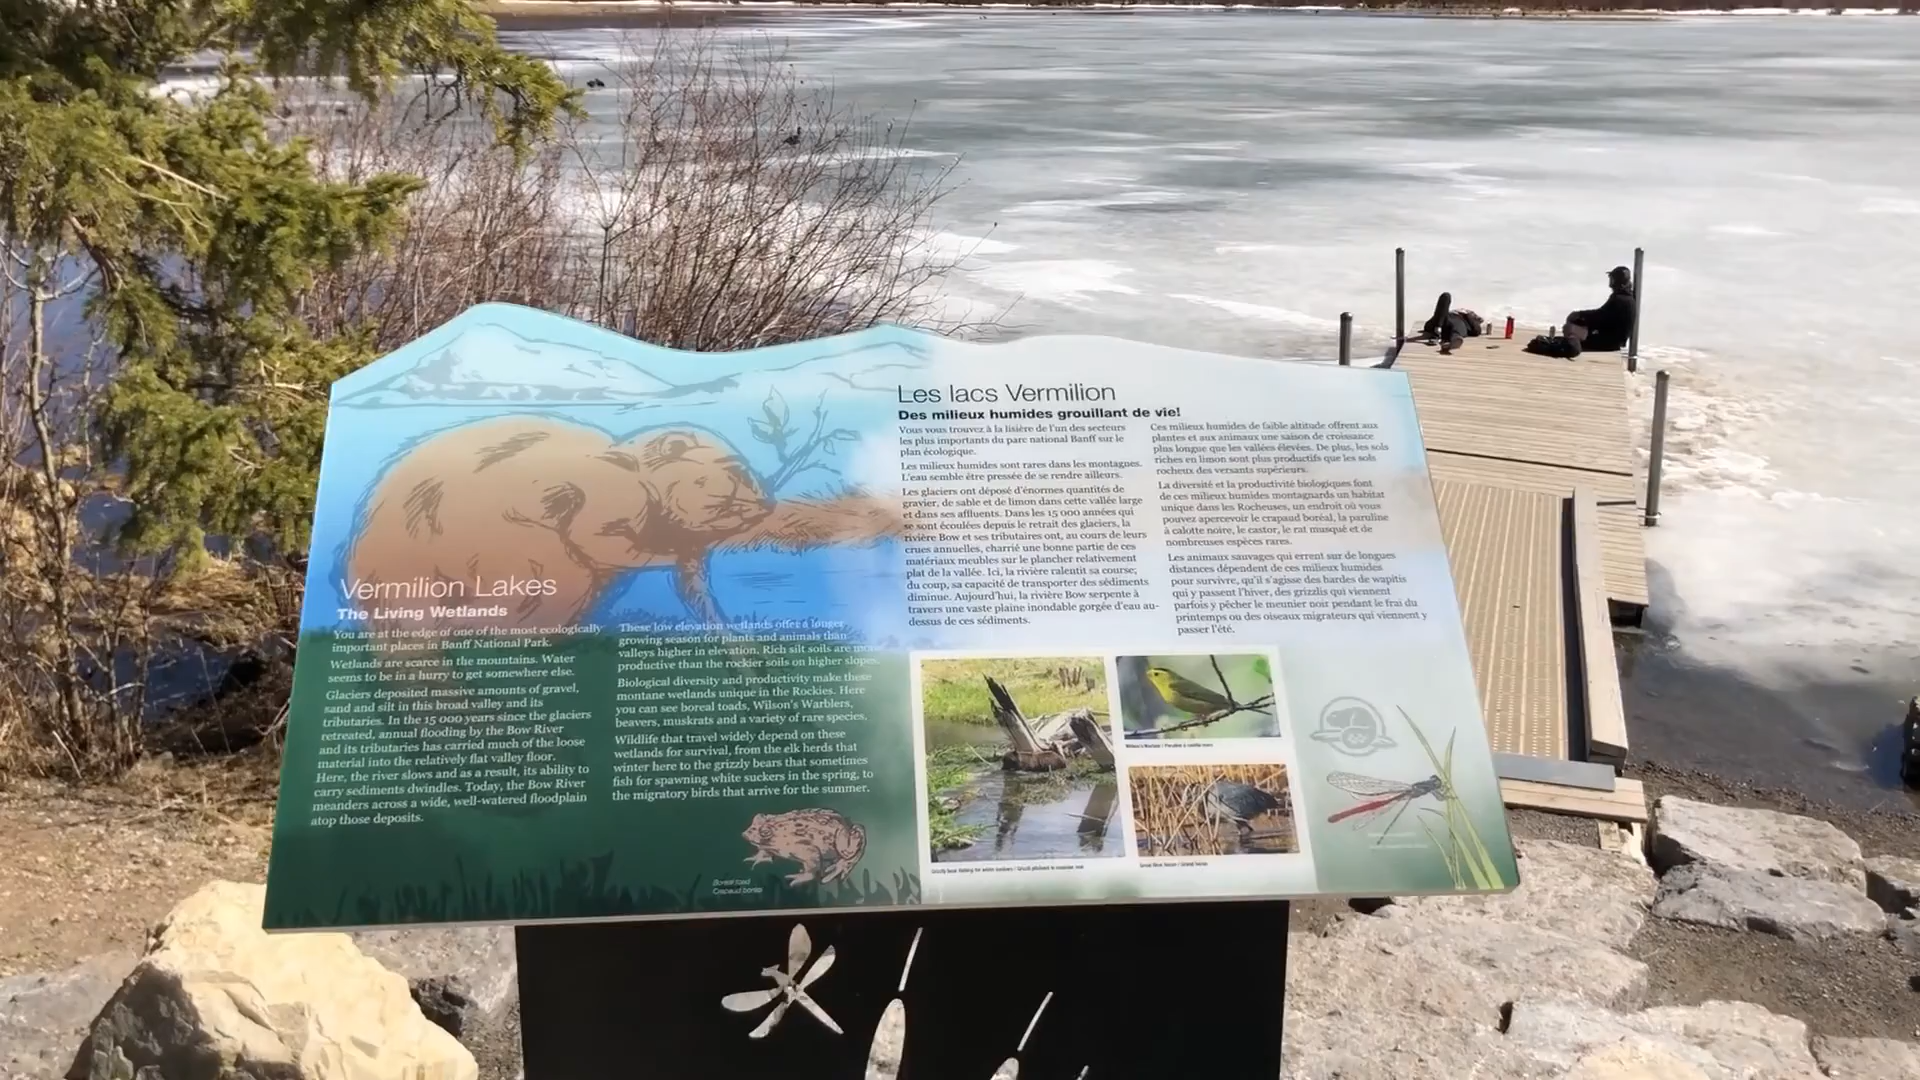 Vermilion Lakes
The Living Wetlands
You are at the edge of one of the most ecologically
important places in Banff National Park.
Wetlands are scarce in the mountains. Water
seems to be in a hurry to get somewhere else.
Glaciers deposited massive amounts of gravel,
sand and silt in this broad valley and its
tributaries. In the 15 000 years since the glaciers
retreated, annual flooding by the Bow River
and its tributaries has carried much of the loose
material into the relatively flat valley floor.
Here, the river slows and as a result, its ability to
carry sediments dwindles. Today, the Bow River
meanders across a wide, well-watered floodplain
atop those deposits.
These low elevation wetlands offer a longer
growing season for plants and animals than
valleys higher in elevation. Rich silt soils are more
productive than the rockier soils on higher slopes.
Biological diversity and productivity make these
montane wetlands unique in the Rockies. Here
you can see boreal toads, Wilson's Warblers,
beavers, muskrats and a variety of rare species.
Wildlife that travel widely depend on these
wetlands for survival, from the elk herds that
winter here to the grizzly bears that sometimes
fish for spawning white suckers in the spring, to
the migratory birds that arrive for the summer.
Boreal toad
Crapaud boréal
Les lacs Vermilion
Des milieux humides grouillant de vie!
Vous vous trouvez à la lisière de l'un des secteurs
les plus importants du parc national Banff sur le
plan écologique.
Les milieux humides sont rares dans les montagnes.
L'eau semble être pressée de se rendre ailleurs.
Les glaciers ont déposé d'énormes quantités de
gravier, de sable et de limon dans cette vallée large
et dans ses affluents. Dans les 15 000 années qui
se sont écoulées depuis le retrait des glaciers, la
rivière Bow et ses tributaires ont, au cours de leurs
crues annuelles, charrié une bonne partie de ces
matériaux meubles sur le plancher relativement
plat de la vallée. Ici, la rivière ralentit sa course;
du coup, sa capacité de transporter des sédiments
diminue. Aujourd'hui, la rivière Bow serpente à
travers une vaste plaine inondable gorgée d'eau au-
dessus de ces sédiments.
Ces milieux humides de faible altitude offrent aux
plantes et aux animaux une saison de croissance
plus longue que les vallées élevées. De plus, les sols
riches en limon sont plus productifs que les sols
rocheux des versants supérieurs.
La diversité et la productivité biologiques font
de ces milieux humides montagnards un habitat
unique dans les Rocheuses, un endroit où vous
pouvez apercevoir le crapaud boréal, la paruline
à calotte noire, le castor, le rat musqué et de
nombreuses espèces rares.
Les animaux sauvages qui errent sur de longues
distances dépendent de ces milieux humides
pour survivre, qu'il s'agisse des hardes de wapitis
qui y passent l'hiver, des grizzlis qui viennent
parfois y pêcher le meunier noir pendant le frai du
printemps ou des oiseaux migrateurs qui viennent y
passer l'été.
Wilson's Warbler / Paruline à calotte noire